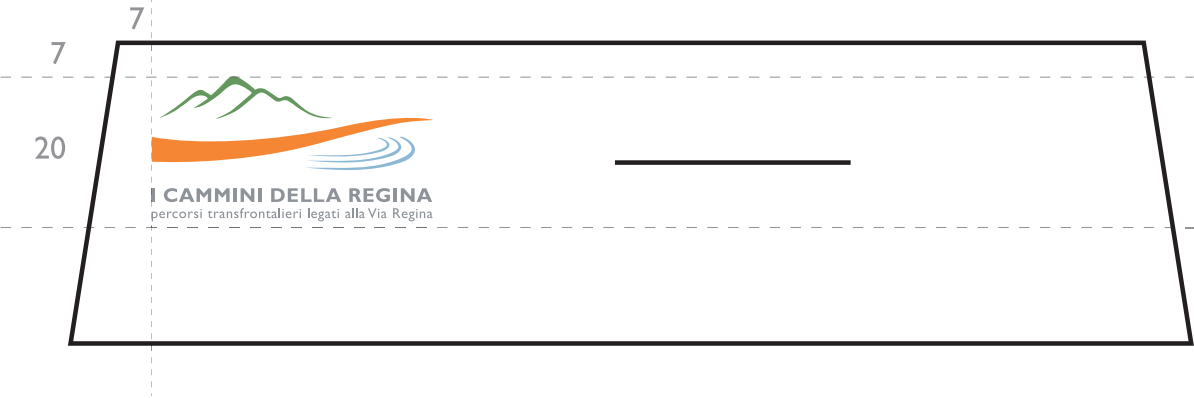 7
7
20
I CAMMINI DELLA REGINA
percorsi transfrontalieri legati alla Via Regina